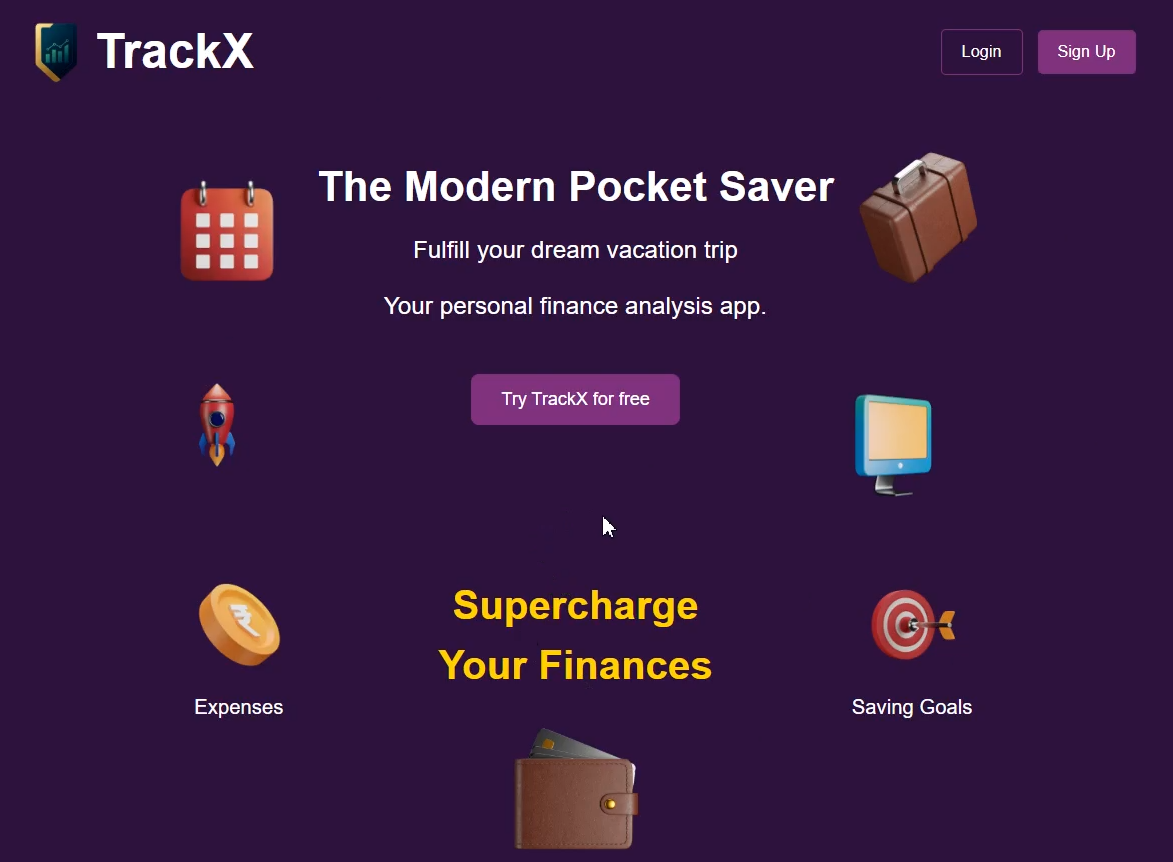 TrackX
Login
Sign Up
The Modern Pocket Saver
Fulfill your dream vacation trip
Your personal finance analysis app.
Try TrackX for free
Supercharge
Your Finances
Expenses
Saving Goals
₹